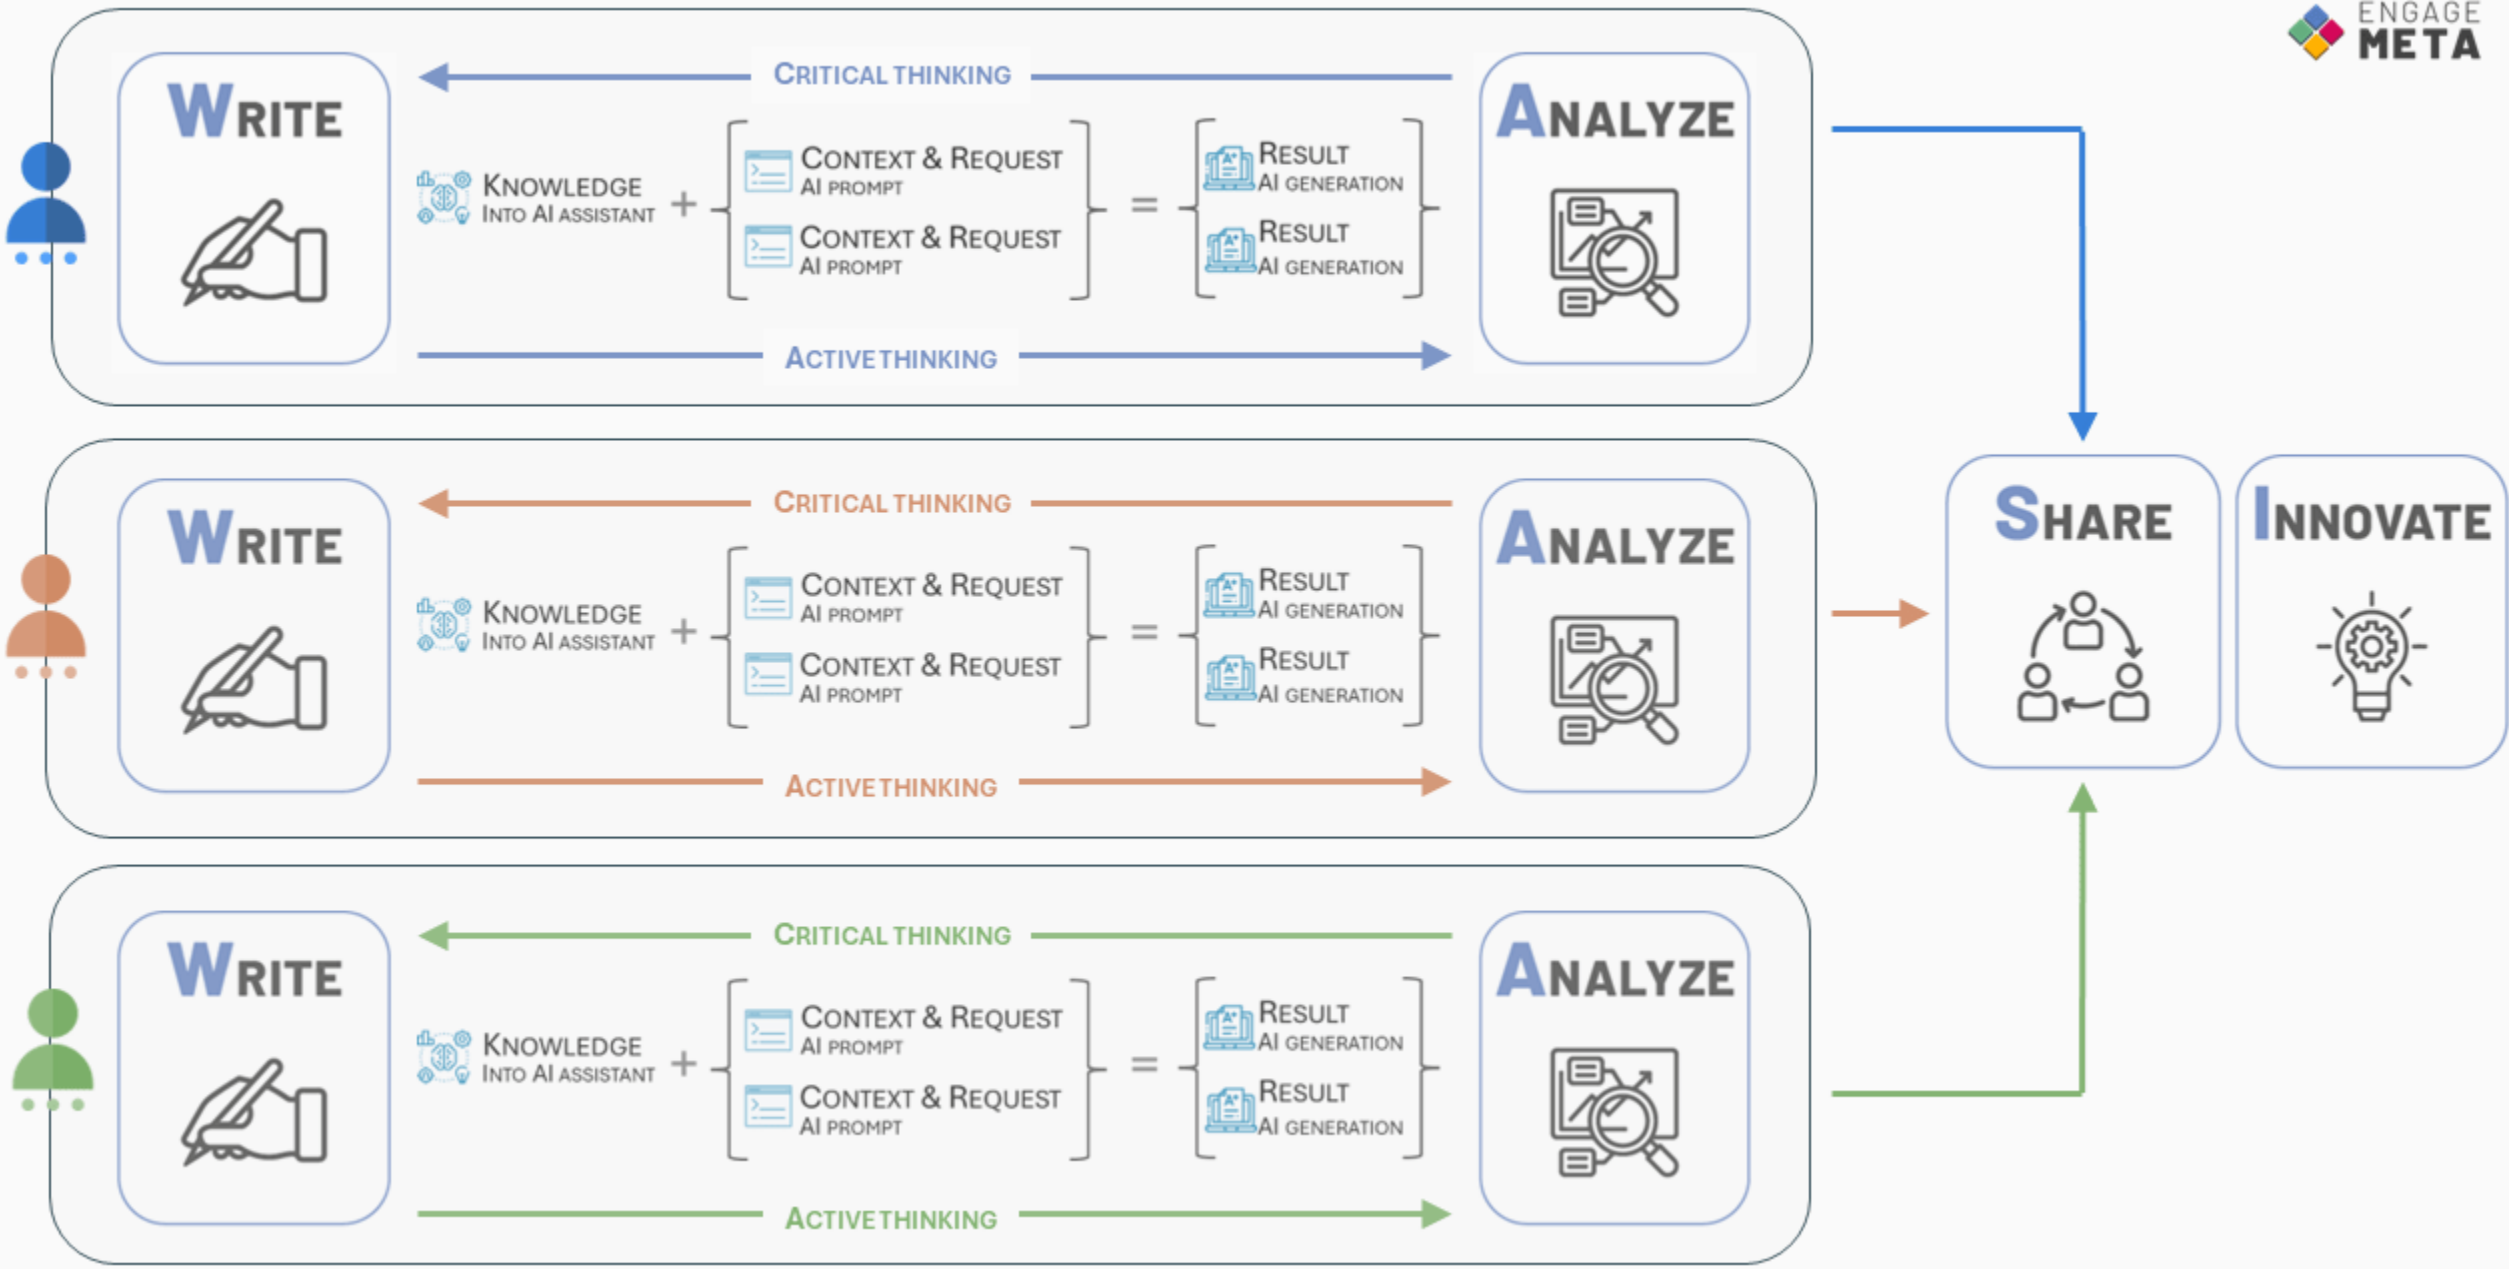 ENGAGE
META
CRITICAL THINKING
WRITE
ANALYZE
KNOWLEDGE
INTO AI ASSISTANT
+
CONTEXT & REQUEST
AI PROMPT
CONTEXT & REQUEST
AI PROMPT
=
RESULT
AI GENERATION
RESULT
AI GENERATION
ACTIVE THINKING
CRITICAL THINKING
WRITE
ANALYZE
KNOWLEDGE
INTO AI ASSISTANT
+
CONTEXT & REQUEST
AI PROMPT
CONTEXT & REQUEST
AI PROMPT
=
RESULT
AI GENERATION
RESULT
AI GENERATION
ACTIVE THINKING
SHARE
INNOVATE
CRITICAL THINKING
WRITE
ANALYZE
KNOWLEDGE
INTO AI ASSISTANT
+
CONTEXT & REQUEST
AI PROMPT
CONTEXT & REQUEST
AI PROMPT
=
RESULT
AI GENERATION
RESULT
AI GENERATION
ACTIVE THINKING